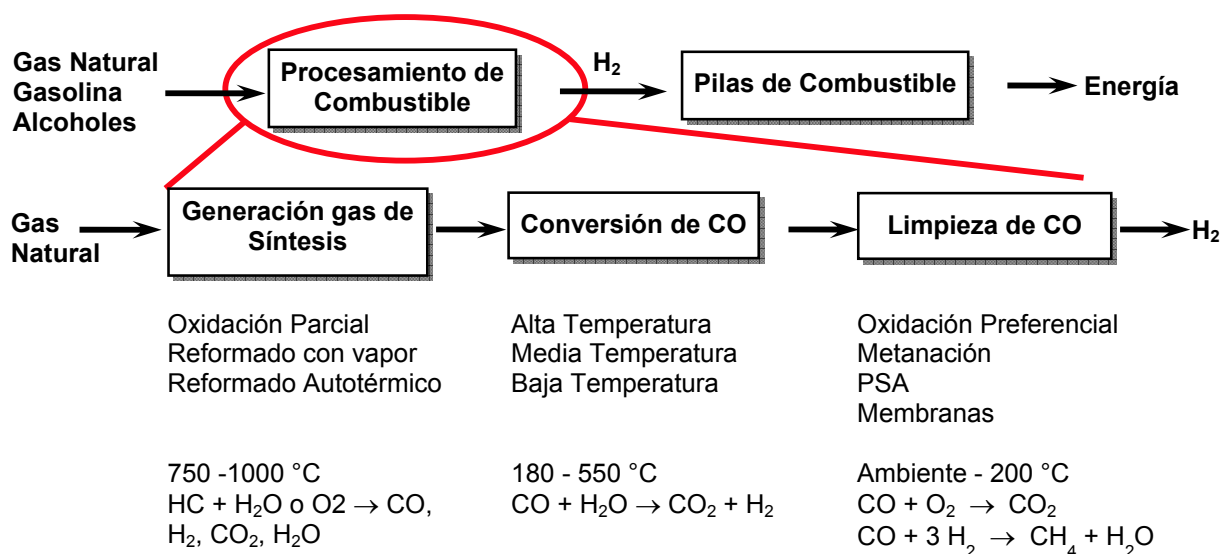 Gas Natural
Gasolina
Alcoholes
Procesamiento de
Combustible
H₂
Pilas de Combustible
Energía
Gas
Natural
Generación gas de
Síntesis
Conversión de CO
Limpieza de CO
H₂
Oxidación Parcial
Reformado con vapor
Reformado Autotérmico
750 -1000 °C
HC + H₂O o O2 → CO,
H₂, CO₂, H₂O
Alta Temperatura
Media Temperatura
Baja Temperatura
180 - 550 °C
CO + H₂O → CO₂ + H₂
Oxidación Preferencial
Metanación
PSA
Membranas
Ambiente - 200 °C
CO + O₂ → CO₂
CO + 3 H₂ → CH₄ + H₂O